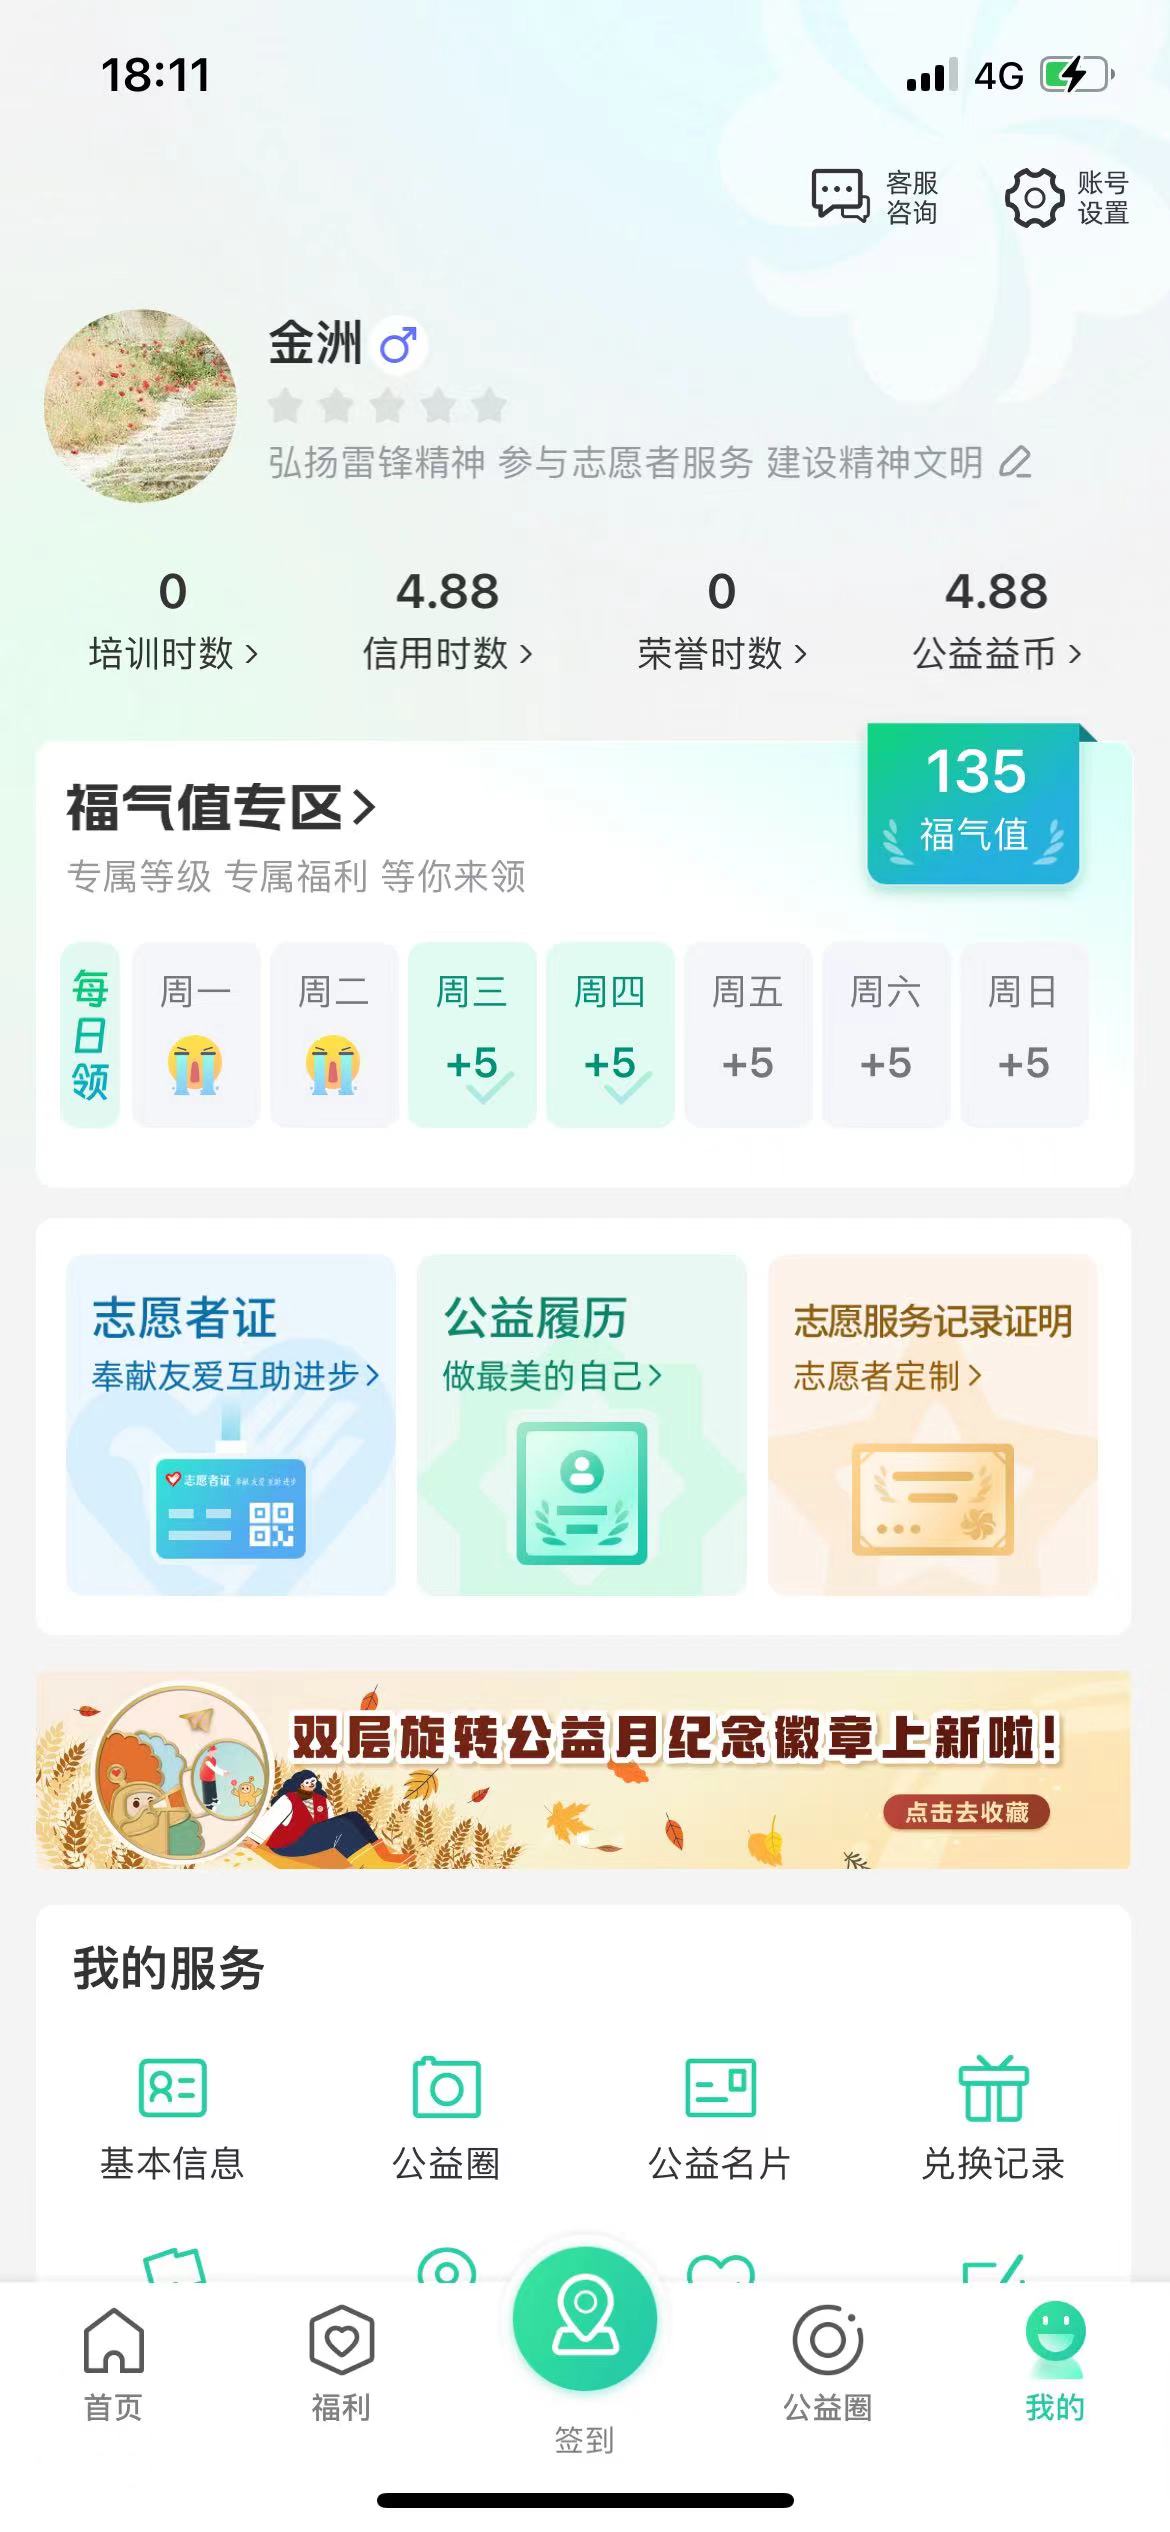 18:11
4G
客服
咨询
账号
设置
金洲
弘扬雷锋精神 参与志愿者服务 建设精神文明
0
4.88
0
4.88
培训时数
信用时数
荣誉时数
公益益币
135
福气值
福气值专区
专属等级 专属福利 等你来领
每日领
周一
周二
周三
周四
周五
周六
周日
+5
+5
+5
+5
+5
志愿者证
奉献友爱互助进步
志愿者证 奉献 友爱 互助 进步
公益履历
做最美的自己
志愿服务记录证明
志愿者定制
双层旋转公益月纪念徽章上新啦!
点击去收藏
我的服务
基本信息
公益圈
公益名片
兑换记录
首页
福利
签到
公益圈
我的